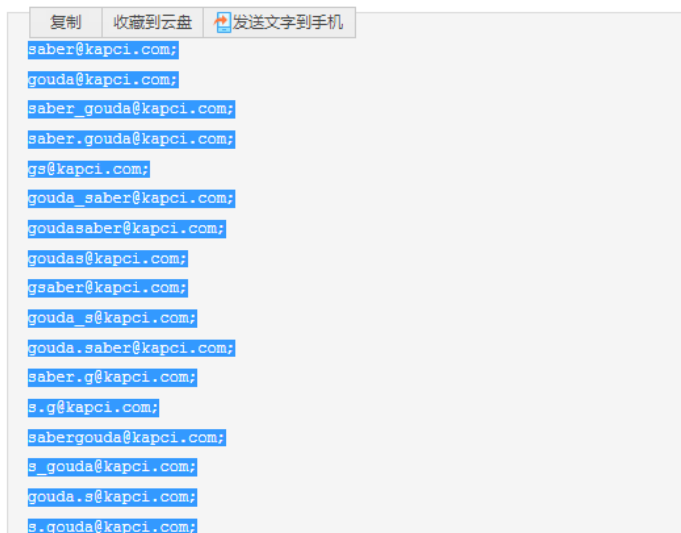 复制 收藏到云盘 发送文字到手机
saber@kapci.com;
gouda@kapci.com;
saber_gouda@kapci.com;
saber.gouda@kapci.com;
gs@kapci.com;
gouda_saber@kapci.com;
goudasaber@kapci.com;
goudas@kapci.com;
gsaber@kapci.com;
gouda_s@kapci.com;
gouda.saber@kapci.com;
saber.g@kapci.com;
s.g@kapci.com;
sabergouda@kapci.com;
s_gouda@kapci.com;
gouda.s@kapci.com;
s.gouda@kapci.com;